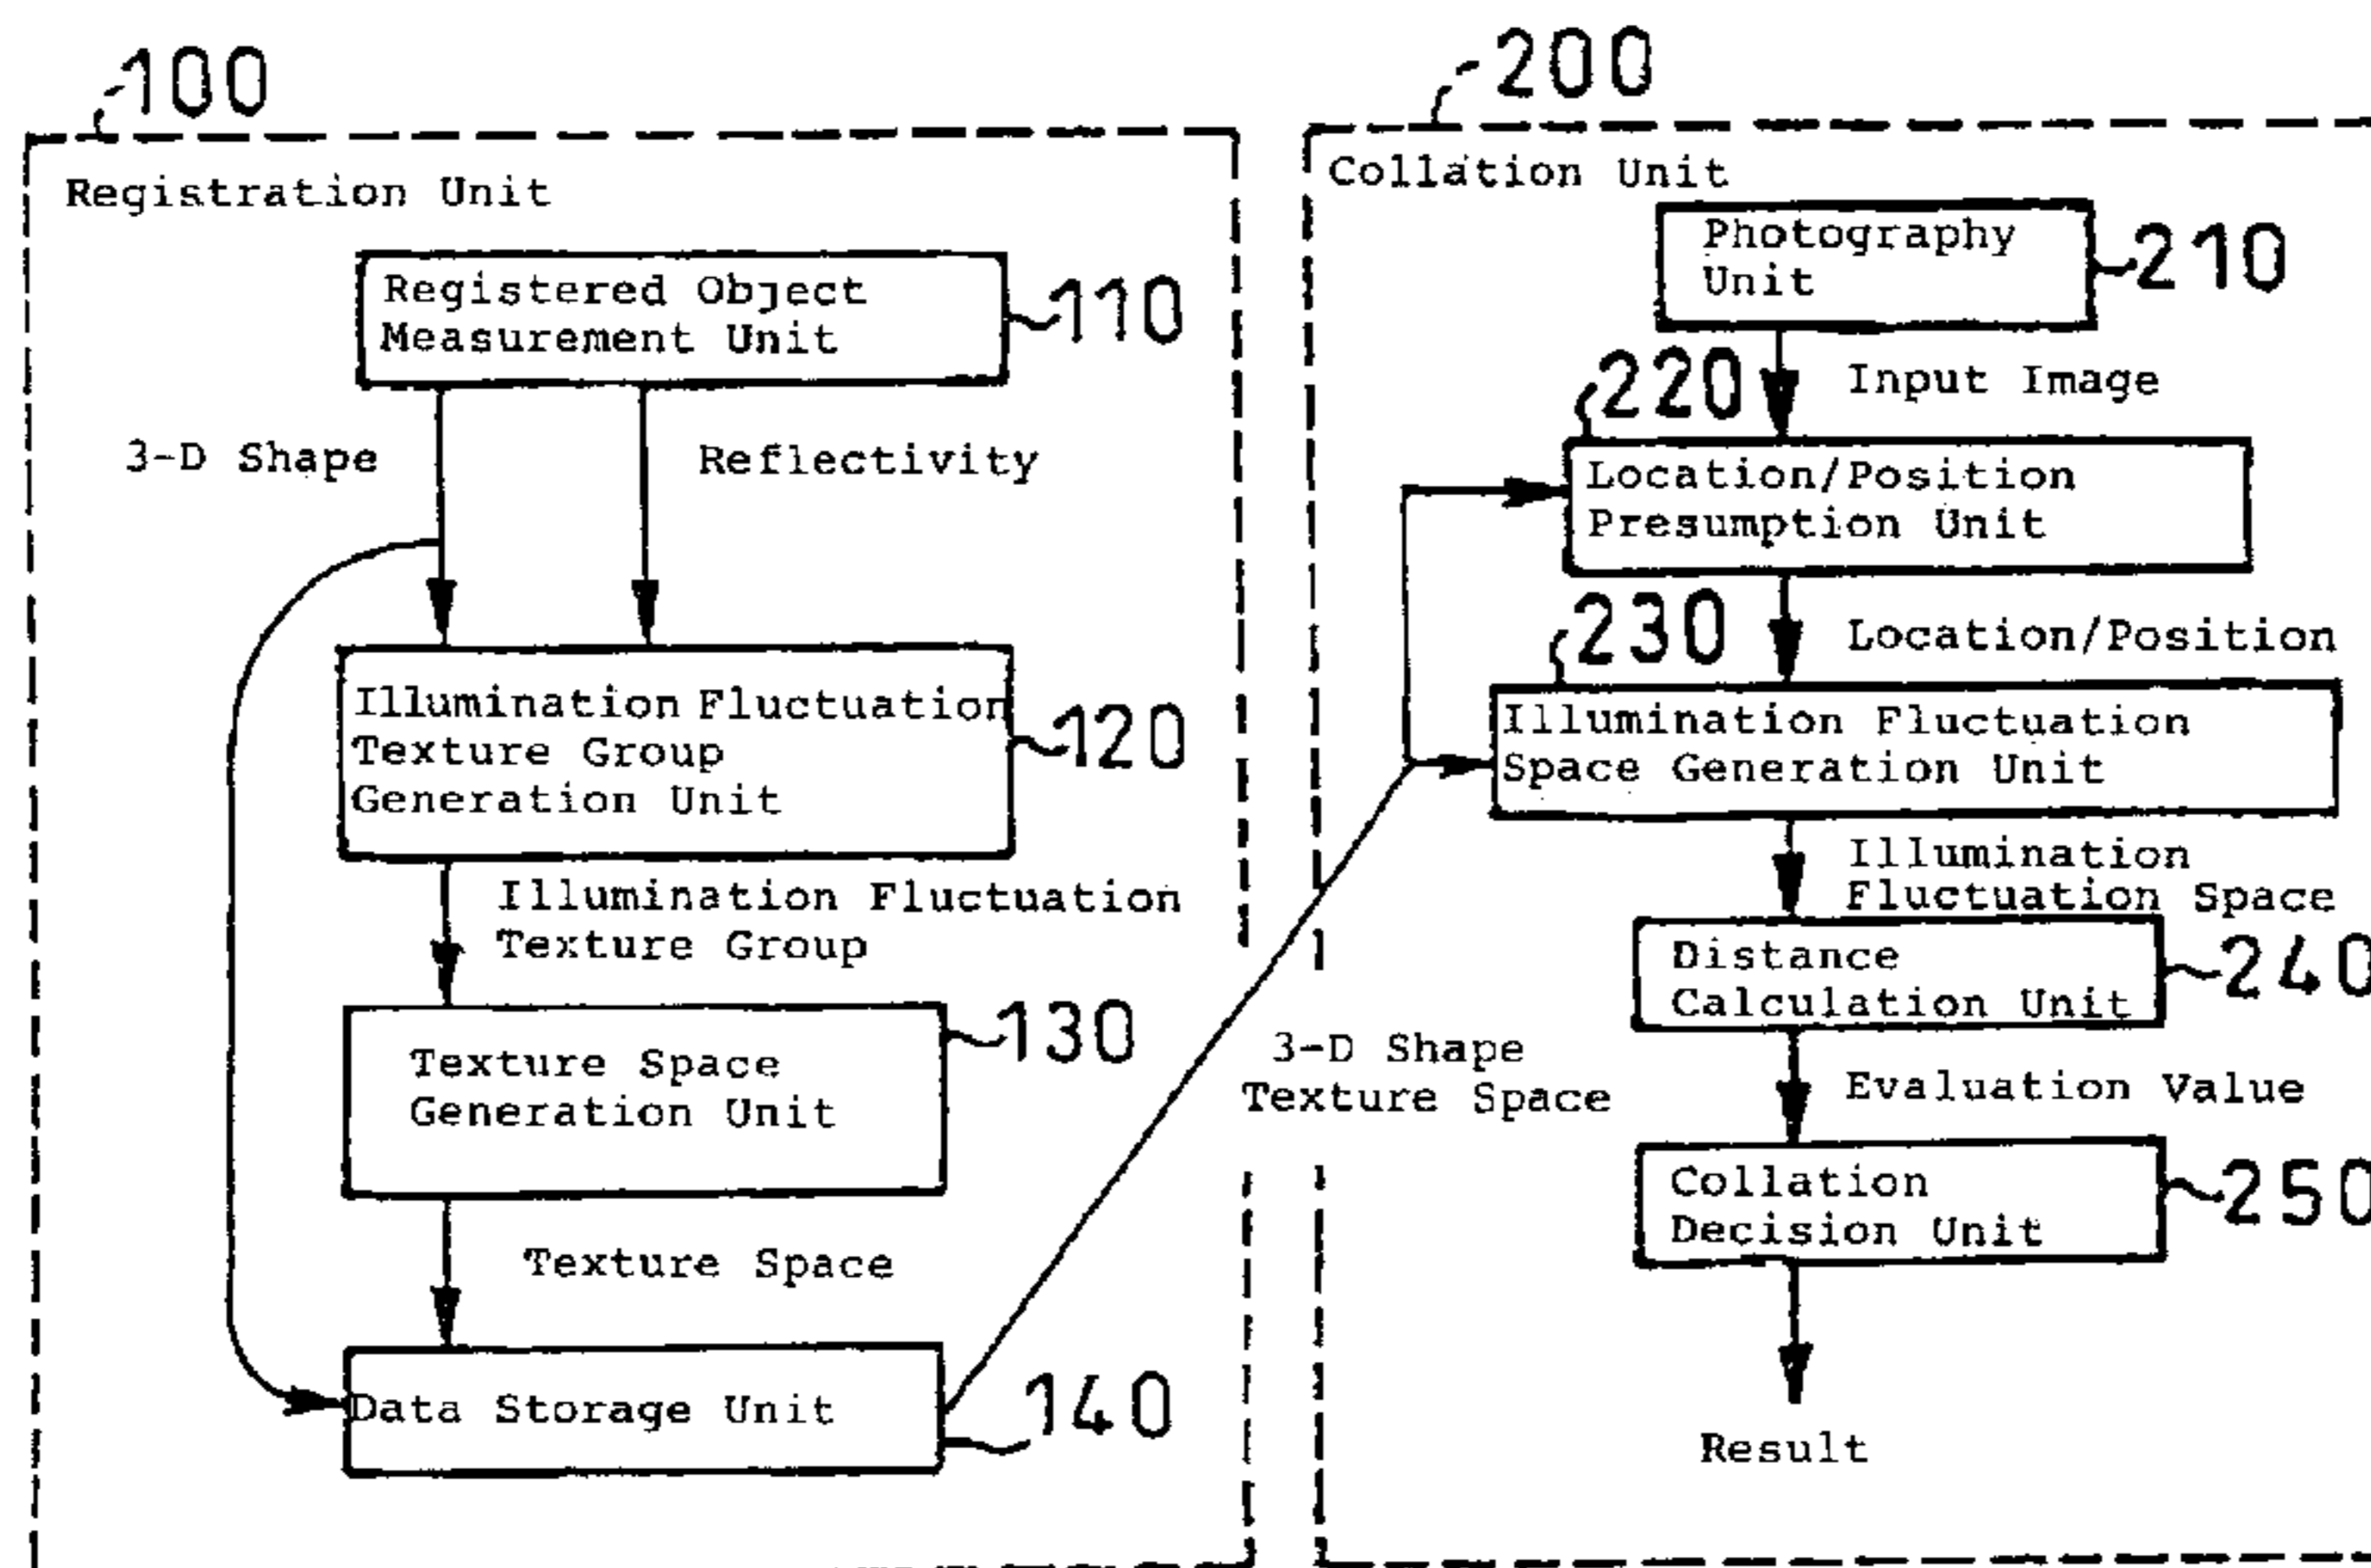 100
Registration Unit
Registered Object
Measurement Unit
110
3-D Shape
Reflectivity
Illumination Fluctuation
Texture Group
Generation Unit
120
Illumination Fluctuation
Texture Group
Texture Space
Generation Unit
130
Texture Space
Data Storage Unit
140
3-D Shape
Texture Space
200
Collation Unit
Photography
Unit
210
Input Image
220
Location/Position
Presumption Unit
Location/Position
230
Illumination Fluctuation
Space Generation Unit
Illumination
Fluctuation Space
Distance
Calculation Unit
240
Evaluation Value
Collation
Decision Unit
250
Result